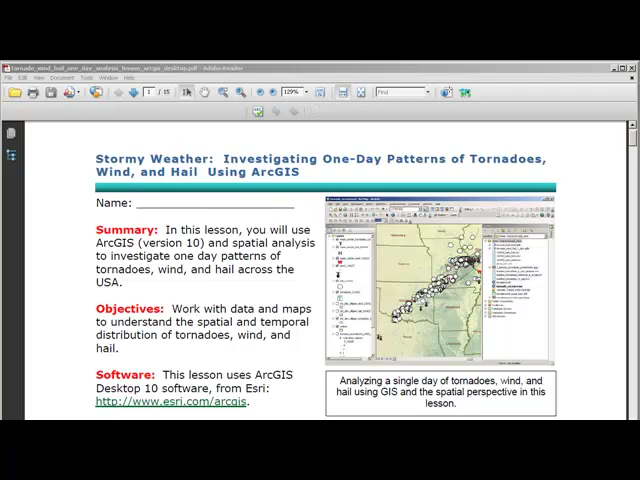 tornado_wind_hail_one_day_analysis_lesson_arcgis_desktop.pdf - Adobe Reader
File Edit View Document Tools Window Help
1 / 15 129% Find
Stormy Weather: Investigating One-Day Patterns of Tornadoes,
Wind, and Hail Using ArcGIS
Name:
Summary: In this lesson, you will use
ArcGIS (version 10) and spatial analysis
to investigate one day patterns of
tornadoes, wind, and hail across the
USA.
Objectives: Work with data and maps
to understand the spatial and temporal
distribution of tornadoes, wind, and
hail.
Software: This lesson uses ArcGIS
Desktop 10 software, from Esri:
http://www.esri.com/arcgis.
Analyzing a single day of tornadoes, wind, and
hail using GIS and the spatial perspective in this
lesson.